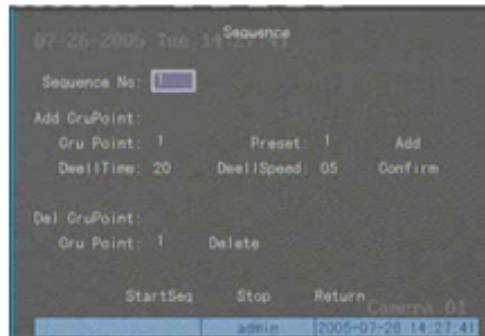 Sequence
07-26-2005 Tue 14:27:41
Sequence No: 1
Add CruPoint:
Cru Point: 1 Preset: 1 Add
DwellTime: 20 DwellSpeed: 05 Confirm
Del CruPoint:
Cru Point: 1 Delete
StartSeq Stop Return
Camera 01
admin 2005-07-26 14:27:41